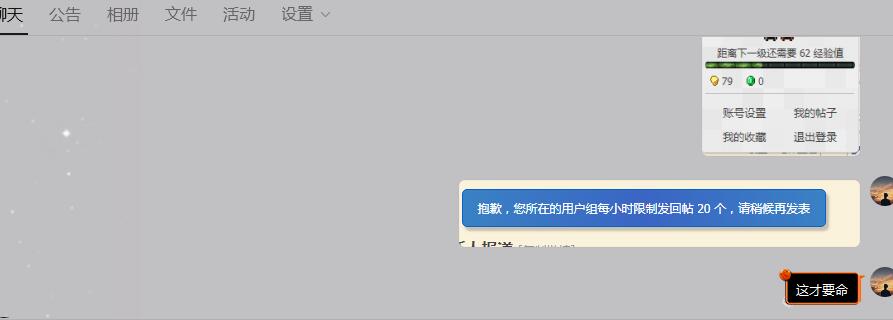 聊天 公告 相册 文件 活动 设置
距离下一级还需要 62 经验值
79 0
账号设置 我的帖子
我的收藏 退出登录
抱歉，您所在的用户组每小时限制发回帖 20 个，请稍候再发表
这才要命